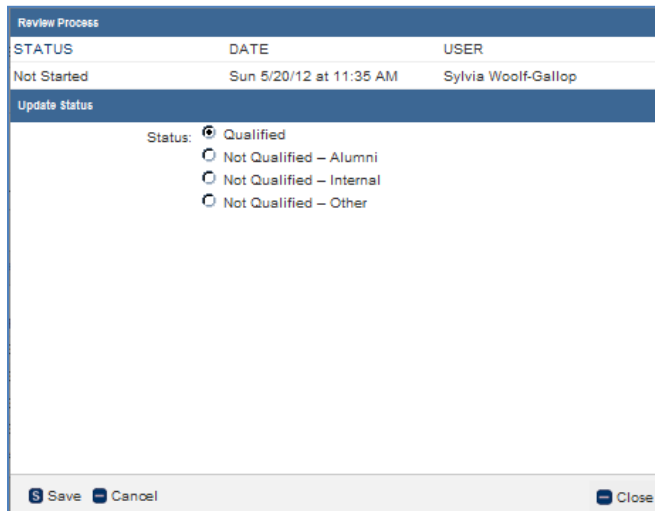 Review Process
STATUS DATE USER
Not Started Sun 5/20/12 at 11:35 AM Sylvia Woolf-Gallop
Update Status
Status: Qualified
Not Qualified – Alumni
Not Qualified – Internal
Not Qualified – Other
S Save Cancel Close